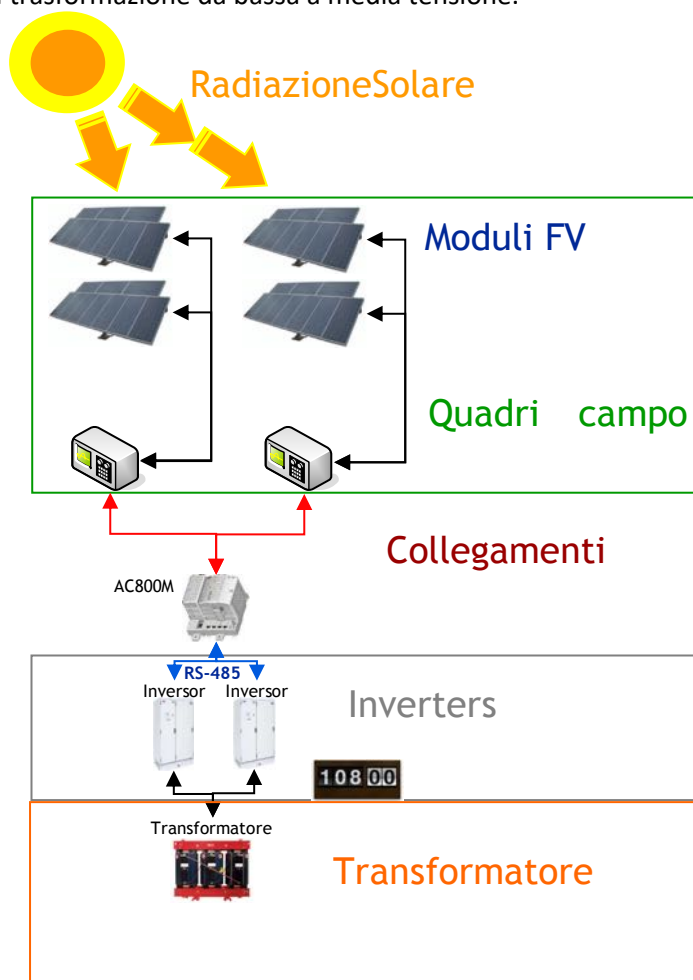 trasformazione da bassa a media tensione.
RadiazioneSolare
Moduli FV
Quadri campo
Collegamenti
AC800M
RS-485
Inversor Inversor
Inverters
10800
Transformatore
Transformatore